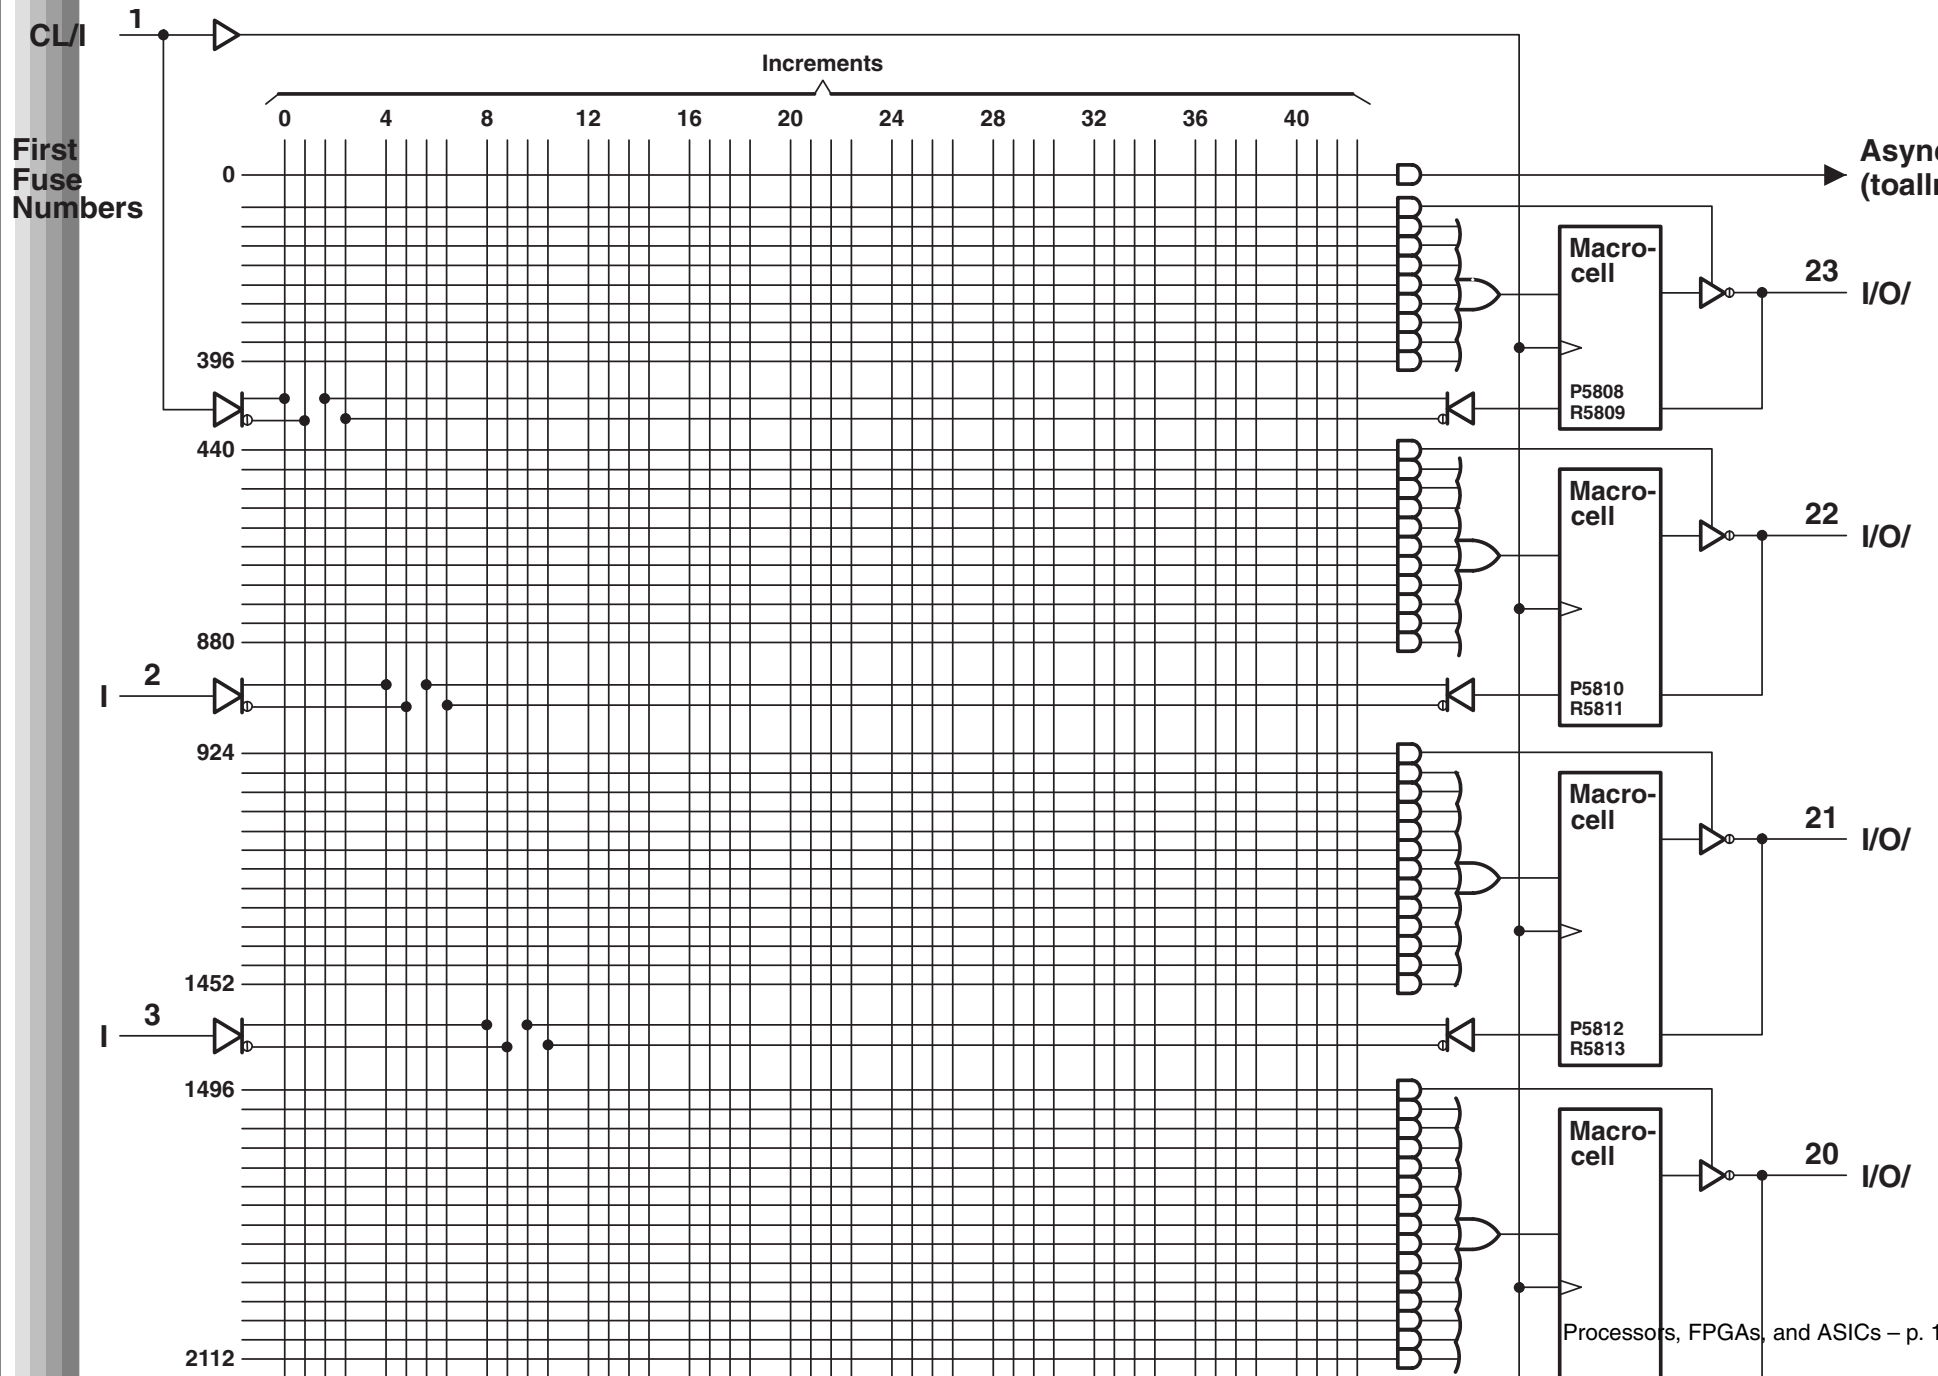 1
CL/I
Increments
0 4 8 12 16 20 24 28 32 36 40
First
Fuse
Numbers
0
Async
(toallr
Macro-
cell
23
I/O/
396
P5808
R5809
440
Macro-
cell
22
I/O/
880
2
I
P5810
R5811
924
Macro-
cell
21
I/O/
1452
3
I
P5812
R5813
1496
Macro-
cell
20
I/O/
Processors, FPGAs, and ASICs – p. 1
2112